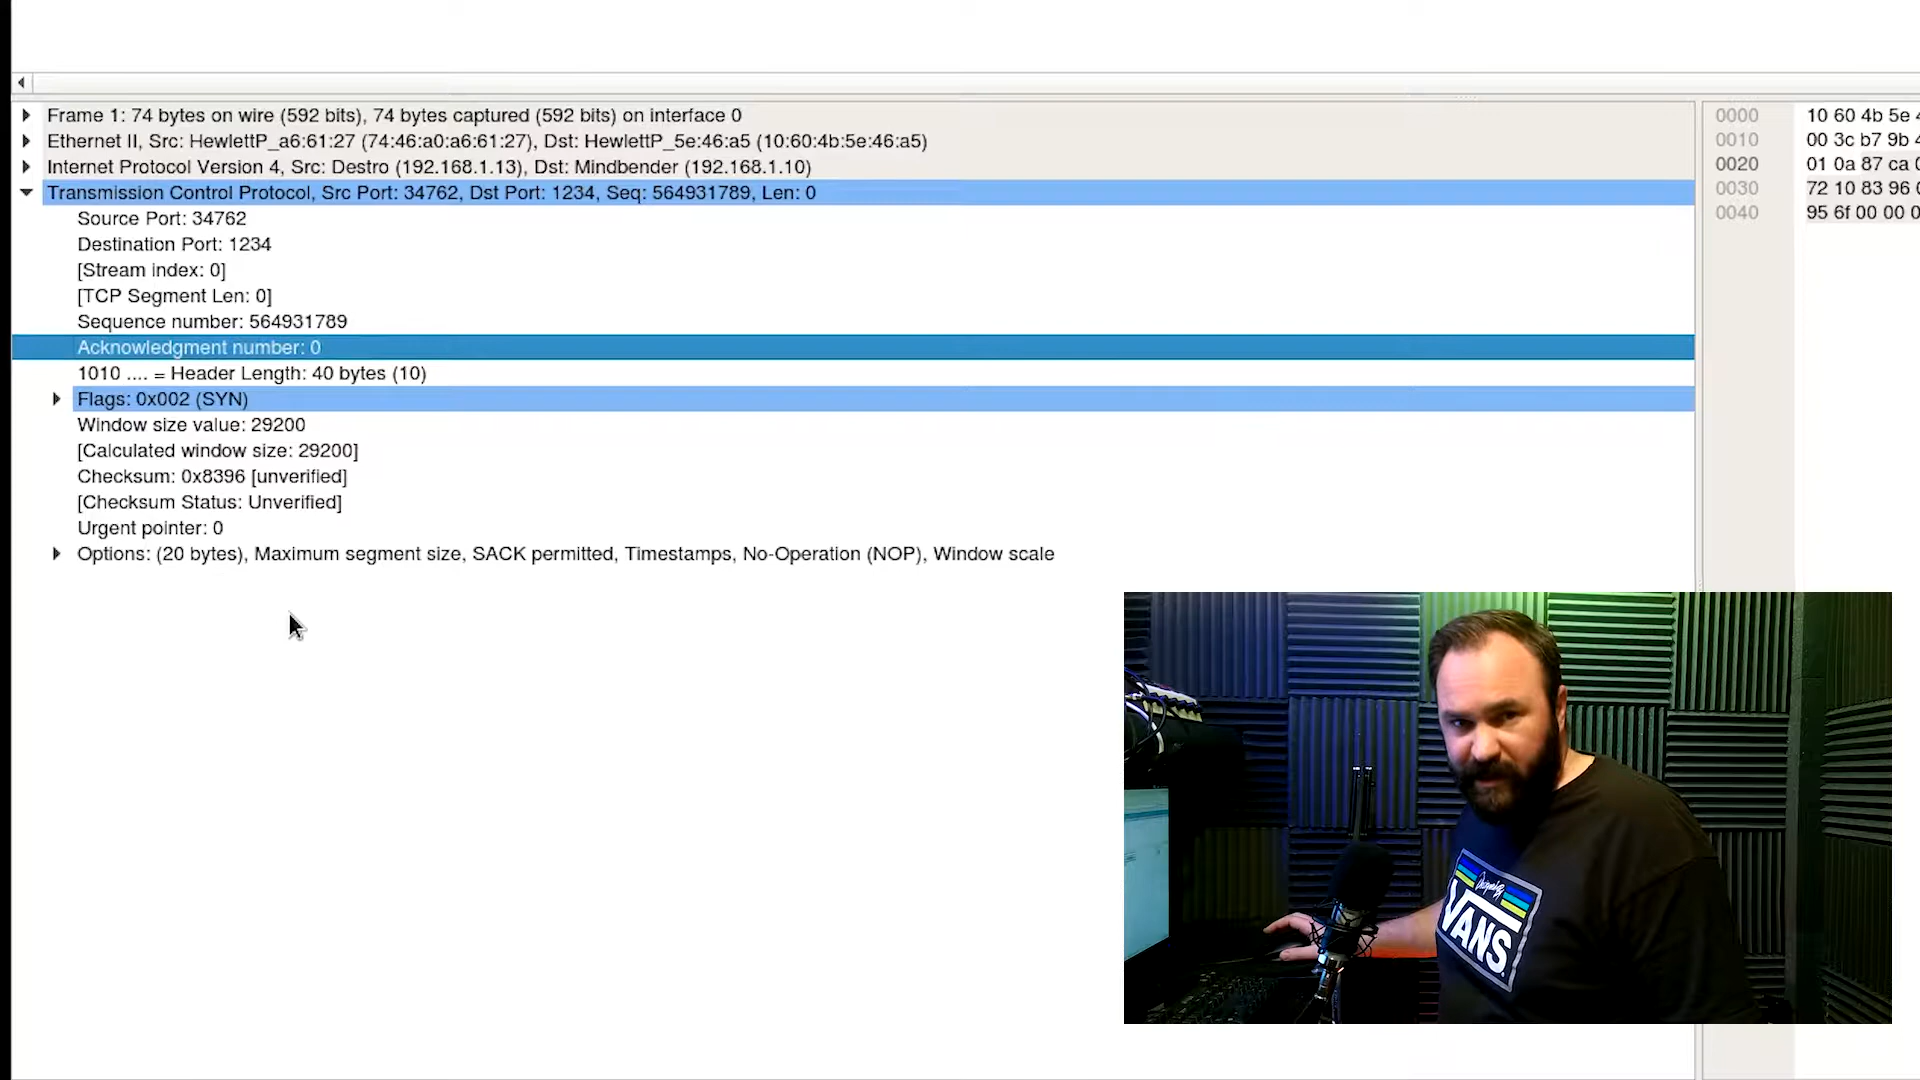 Frame 1: 74 bytes on wire (592 bits), 74 bytes captured (592 bits) on interface 0
Ethernet II, Src: HewlettP_a6:61:27 (74:46:a0:a6:61:27), Dst: HewlettP_5e:46:a5 (10:60:4b:5e:46:a5)
Internet Protocol Version 4, Src: Destro (192.168.1.13), Dst: Mindbender (192.168.1.10)
Transmission Control Protocol, Src Port: 34762, Dst Port: 1234, Seq: 564931789, Len: 0
Source Port: 34762
Destination Port: 1234
[Stream index: 0]
[TCP Segment Len: 0]
Sequence number: 564931789
Acknowledgment number: 0
1010 .... = Header Length: 40 bytes (10)
Flags: 0x002 (SYN)
Window size value: 29200
[Calculated window size: 29200]
Checksum: 0x8396 [unverified]
[Checksum Status: Unverified]
Urgent pointer: 0
Options: (20 bytes), Maximum segment size, SACK permitted, Timestamps, No-Operation (NOP), Window scale
0000 10 60 4b 5e
0010 00 3c b7 9b
0020 01 0a 87 ca
0030 72 10 83 96
0040 95 6f 00 00
VANS